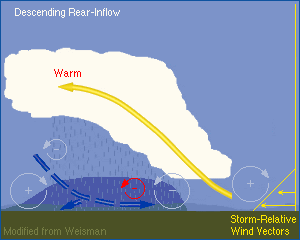 Descending Rear-Inflow
Warm
+
-
-
+
+
Storm-Relative
Wind Vectors
Modified from Weisman